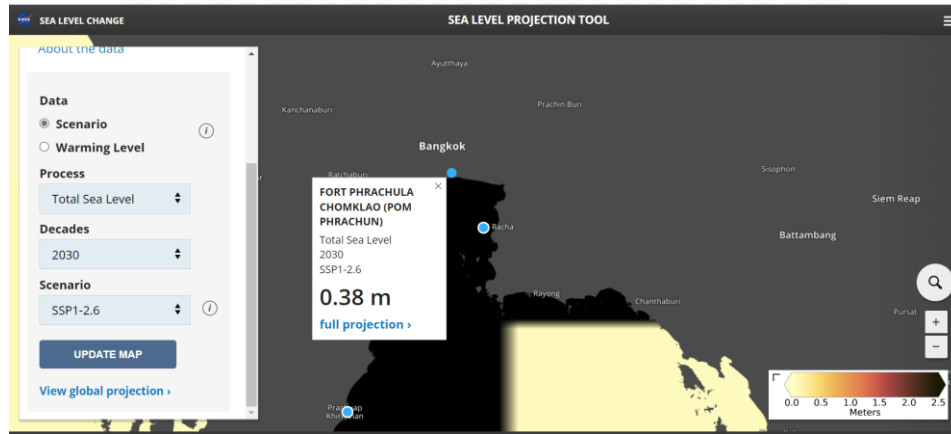 NASA
SEA LEVEL CHANGE
SEA LEVEL PROJECTION TOOL
About the data
Data
Scenario
i
Warming Level
Process
Total Sea Level
Decades
2030
Scenario
SSP1-2.6
i
UPDATE MAP
View global projection ›
Ayutthaya
Kanchanaburi
Prachin Buri
Bangkok
Ratchaburi
Sisophon
Siem Reap
FORT PHRACHULA
CHOMKLAO (POM
PHRACHUN)
Total Sea Level
2030
SSP1-2.6
0.38 m
full projection ›
Racha
Battambang
Rayong
Chanthaburi
Pursat
+
−
0.0 0.5 1.0 1.5 2.0 2.5
Meters